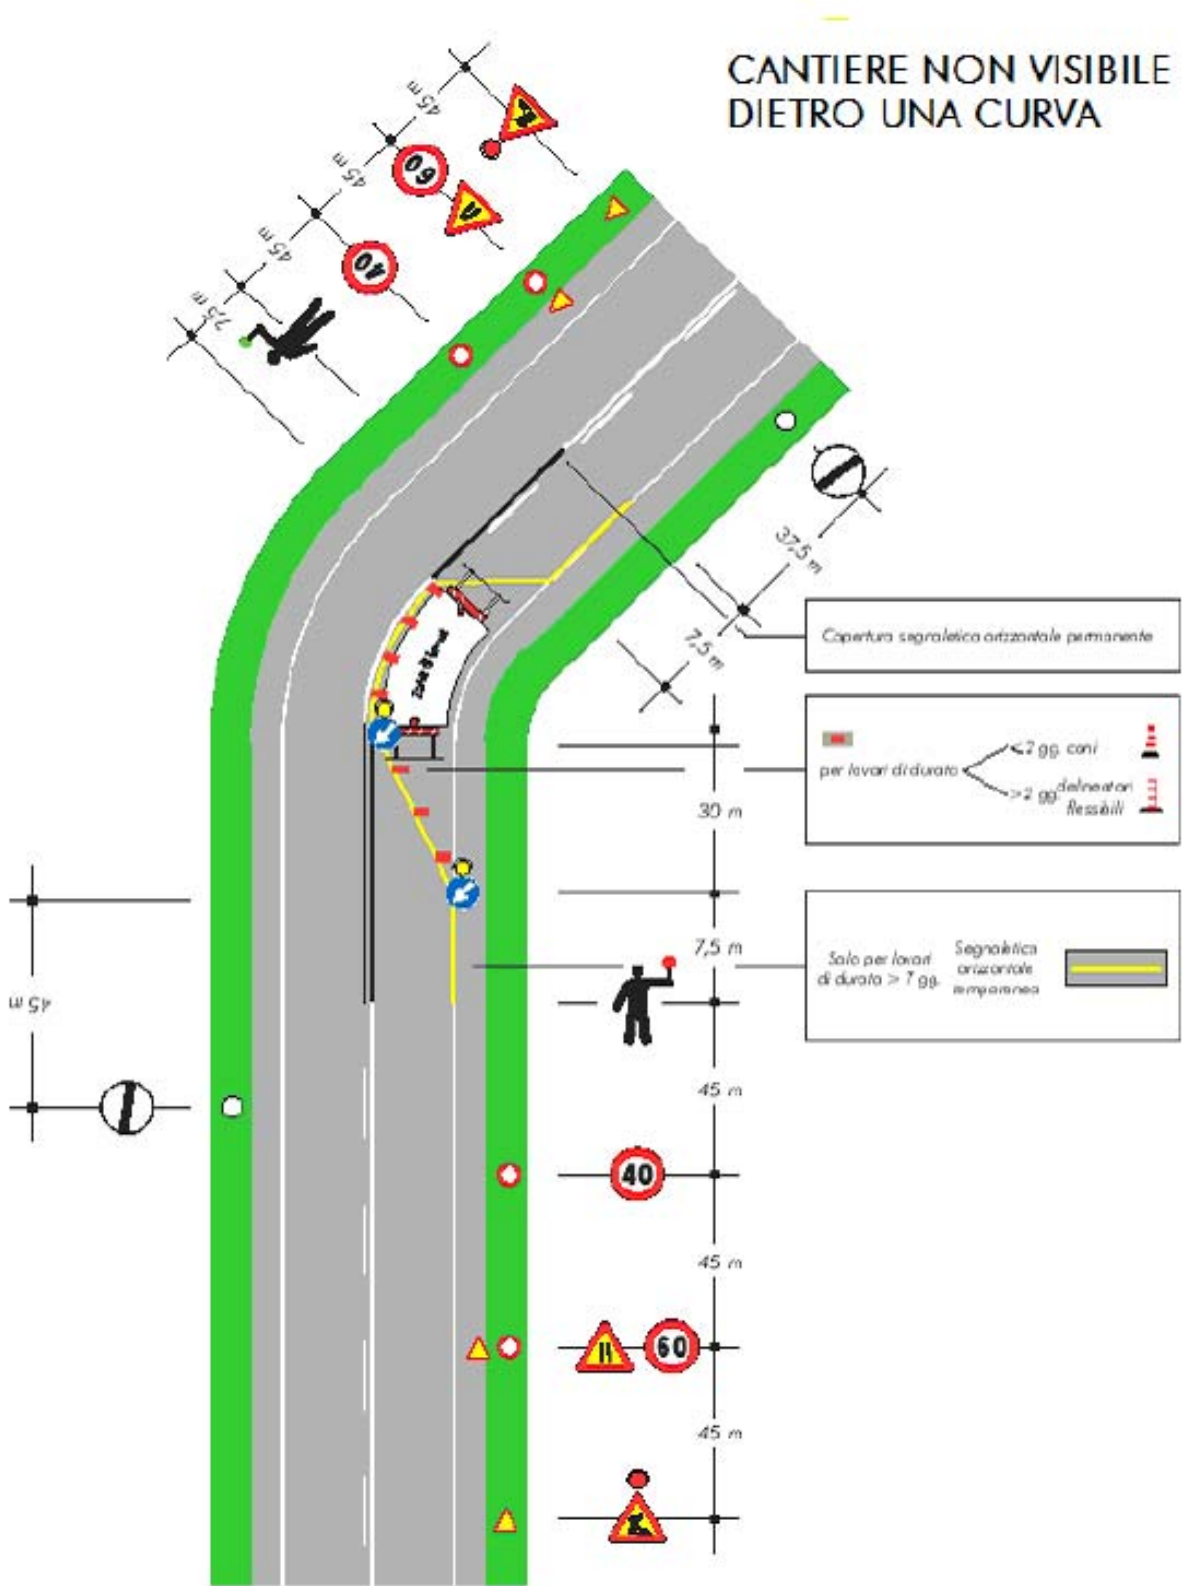 CANTIERE NON VISIBILE
DIETRO UNA CURVA
45 m
60
45 m
40
45 m
7,5 m
37,5 m
7,5 m
Copertura segnaletica orizzontale permanente
per lavori di durata
⩽2 gg. coni
>2 gg. delineatori
flessibili
30 m
7,5 m
Solo per lavori
di durata > 7 gg.
Segnaletica
orizzontale
temporanea
45 m
45 m
40
45 m
60
45 m